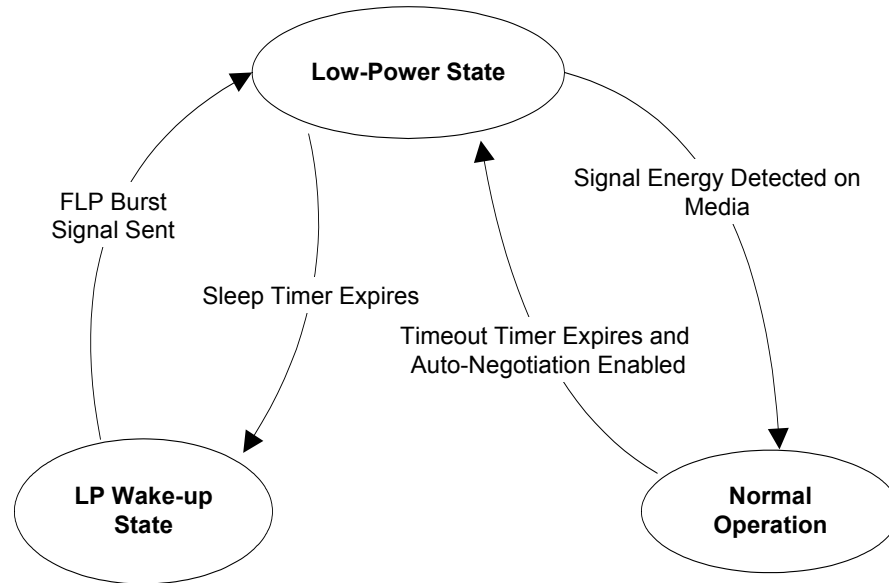 Low-Power State
FLP Burst
Signal Sent
Signal Energy Detected on
Media
Sleep Timer Expires
Timeout Timer Expires and
Auto-Negotiation Enabled
LP Wake-up
State
Normal
Operation